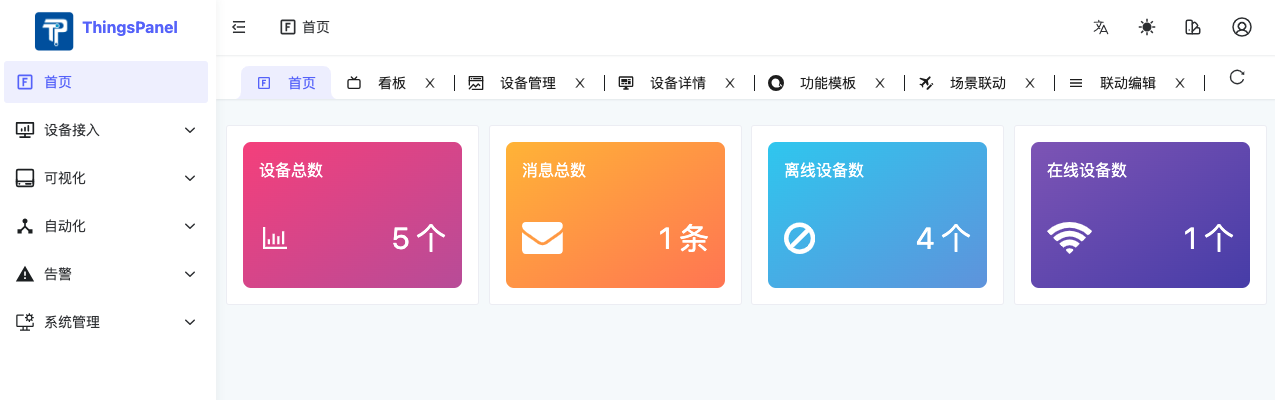 ThingsPanel
首页
设备接入
可视化
自动化
告警
系统管理
首页
首页 看板 X 设备管理 X 设备详情 X 功能模板 X 场景联动 X 联动编辑 X
设备总数
5 个
消息总数
1 条
离线设备数
4 个
在线设备数
1 个